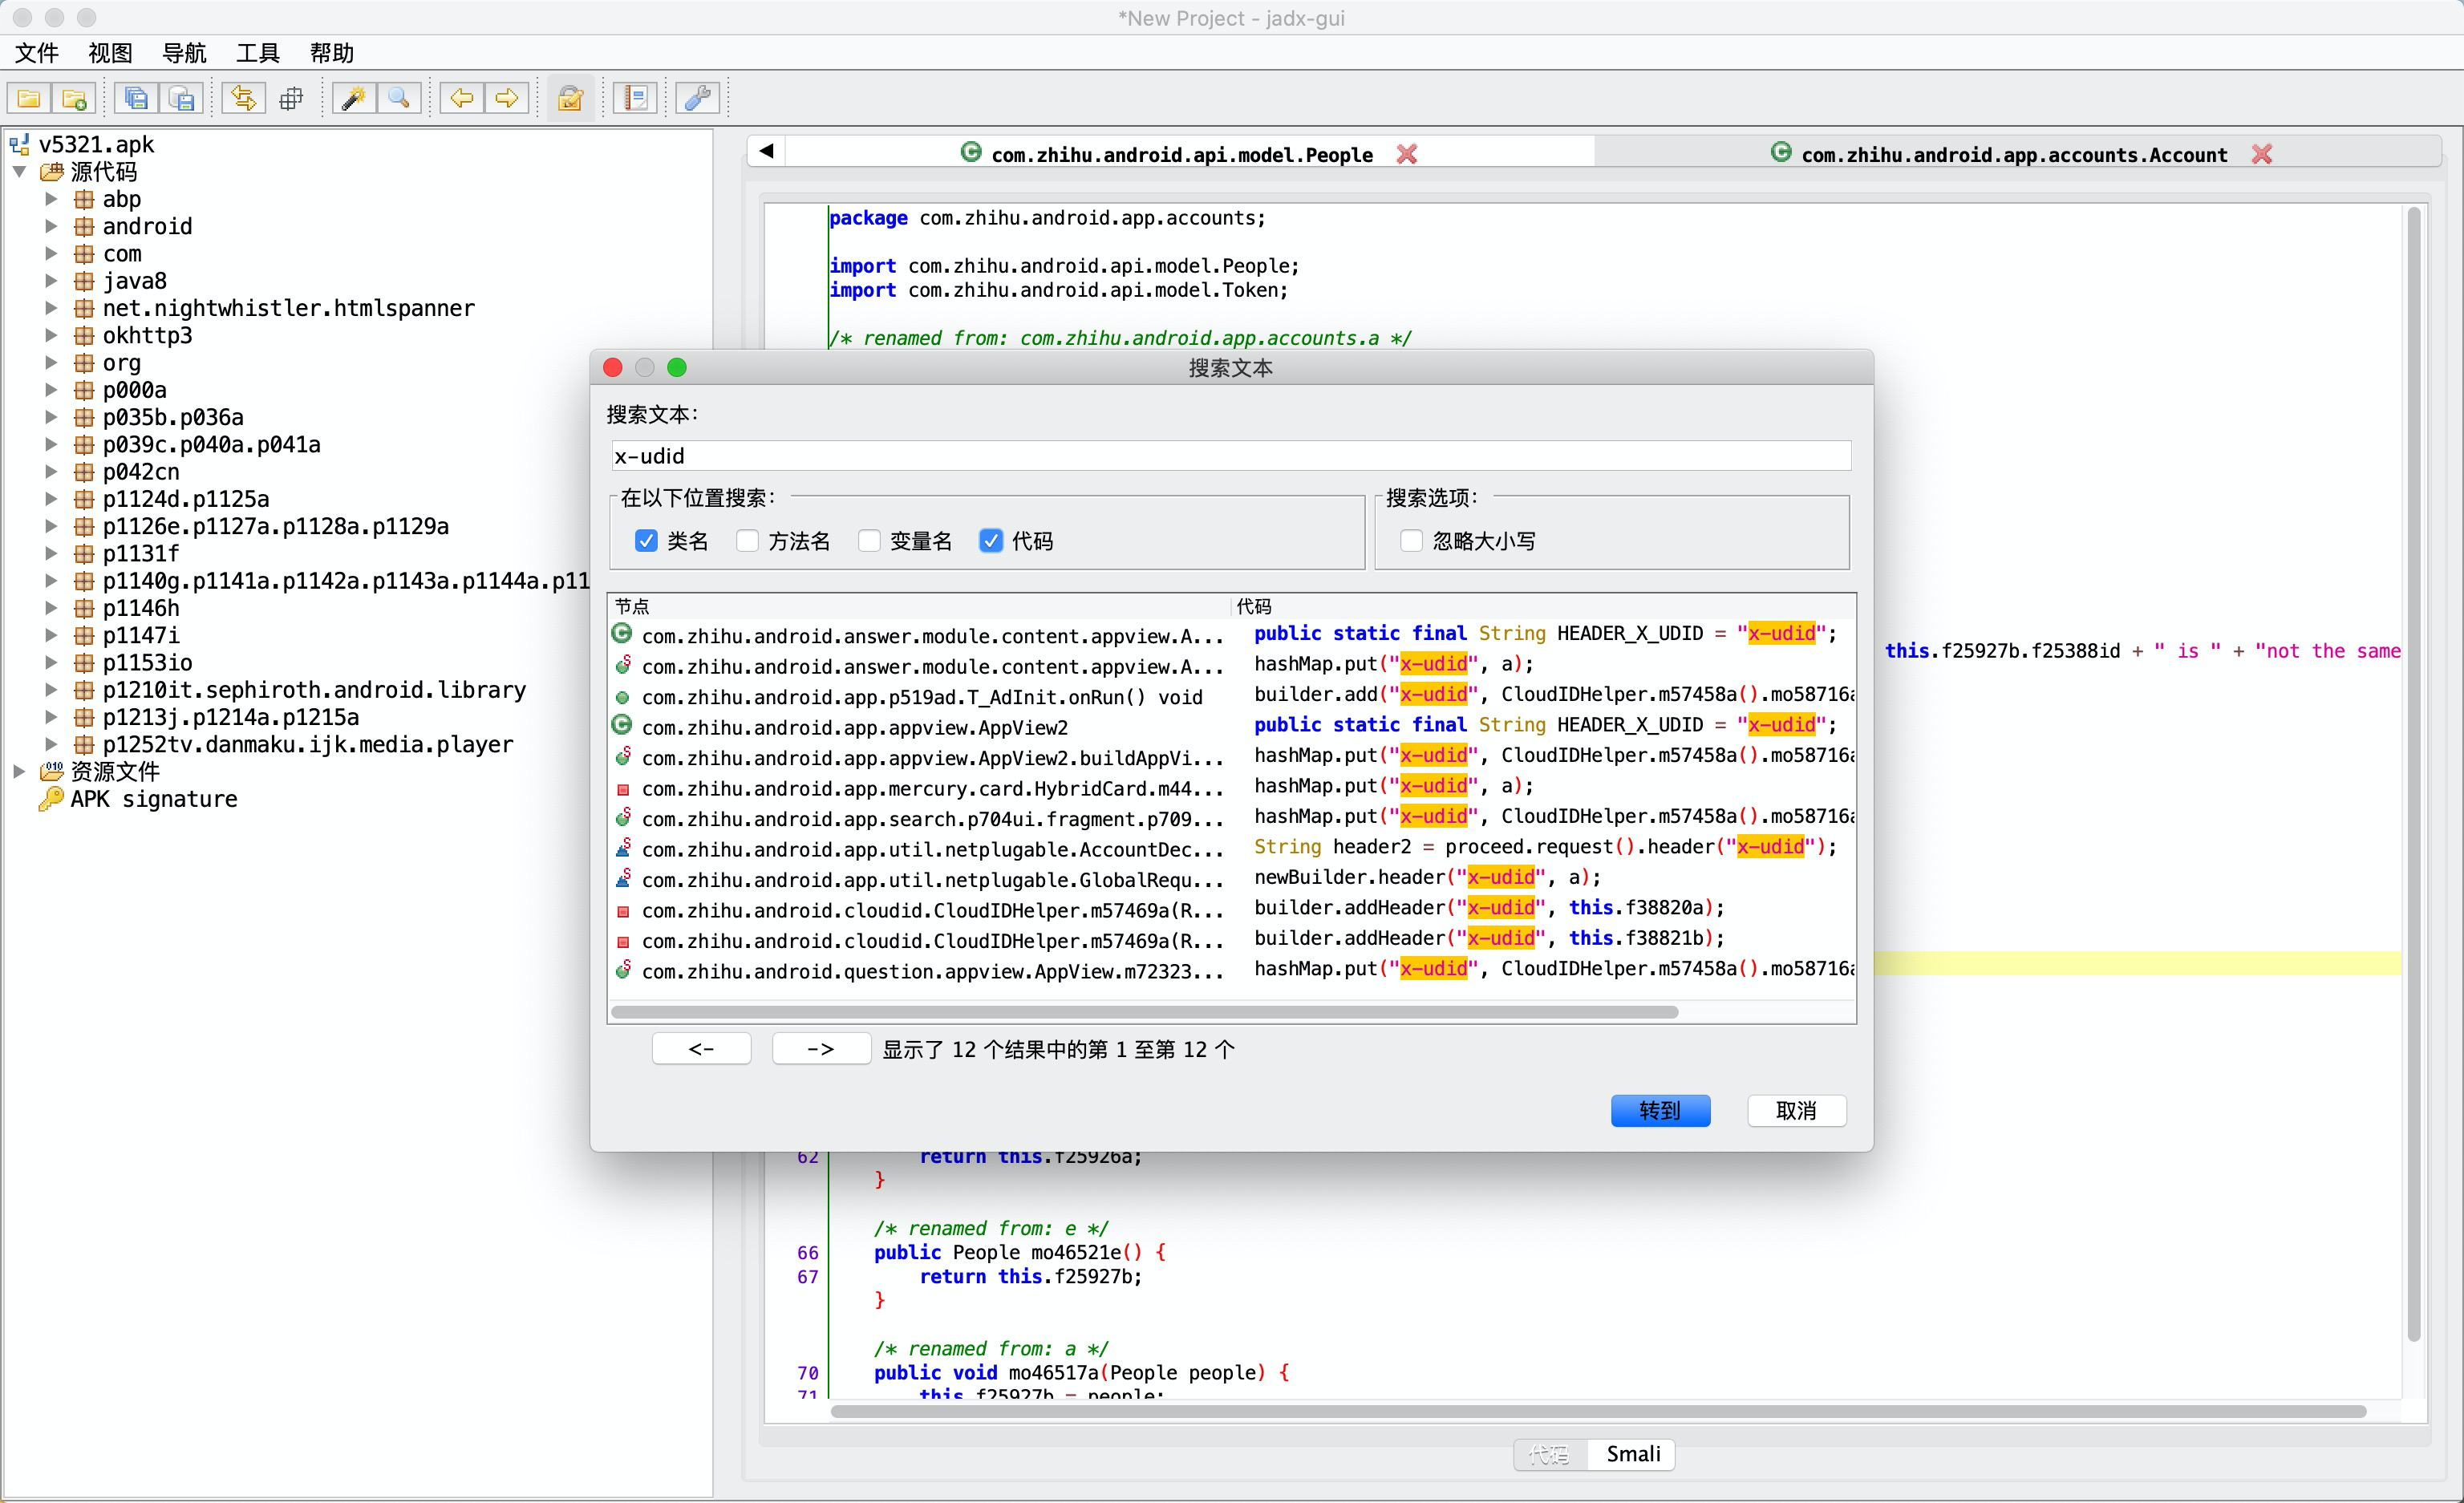 *New Project - jadx-gui
文件 视图 导航 工具 帮助
v5321.apk
源代码
abp
android
com
java8
net.nightwhistler.htmlspanner
okhttp3
org
p000a
p035b.p036a
p039c.p040a.p041a
p042cn
p1124d.p1125a
p1126e.p1127a.p1128a.p1129a
p1131f
p1140g.p1141a.p1142a.p1143a.p1144a.p11
p1146h
p1147i
p1153io
p1210it.sephiroth.android.library
p1213j.p1214a.p1215a
p1252tv.danmaku.ijk.media.player
资源文件
APK signature
com.zhihu.android.api.model.People
com.zhihu.android.app.accounts.Account
package com.zhihu.android.app.accounts;
import com.zhihu.android.api.model.People;
import com.zhihu.android.api.model.Token;
/* renamed from: com.zhihu.android.app.accounts.a */
this.f25927b.f25388id + " is " + "not the same
搜索文本
搜索文本：
x-udid
在以下位置搜索： 搜索选项：
类名 方法名 变量名 代码 忽略大小写
节点 代码
com.zhihu.android.answer.module.content.appview.A... public static final String HEADER_X_UDID = "x-udid";
com.zhihu.android.answer.module.content.appview.A... hashMap.put("x-udid", a);
com.zhihu.android.app.p519ad.T_AdInit.onRun() void builder.add("x-udid", CloudIDHelper.m57458a().mo58716a
com.zhihu.android.app.appview.AppView2 public static final String HEADER_X_UDID = "x-udid";
com.zhihu.android.app.appview.AppView2.buildAppVi... hashMap.put("x-udid", CloudIDHelper.m57458a().mo58716a
com.zhihu.android.app.mercury.card.HybridCard.m44... hashMap.put("x-udid", a);
com.zhihu.android.app.search.p704ui.fragment.p709... hashMap.put("x-udid", CloudIDHelper.m57458a().mo58716a
com.zhihu.android.app.util.netplugable.AccountDec... String header2 = proceed.request().header("x-udid");
com.zhihu.android.app.util.netplugable.GlobalRequ... newBuilder.header("x-udid", a);
com.zhihu.android.cloudid.CloudIDHelper.m57469a(R... builder.addHeader("x-udid", this.f38820a);
com.zhihu.android.cloudid.CloudIDHelper.m57469a(R... builder.addHeader("x-udid", this.f38821b);
com.zhihu.android.question.appview.AppView.m72323... hashMap.put("x-udid", CloudIDHelper.m57458a().mo58716a
<- -> 显示了 12 个结果中的第 1 至第 12 个
转到 取消
62 return this.f25926a;
}
/* renamed from: e */
66 public People mo46521e() {
67 return this.f25927b;
}
/* renamed from: a */
70 public void mo46517a(People people) {
71 this.f25927b = people;
代码 Smali